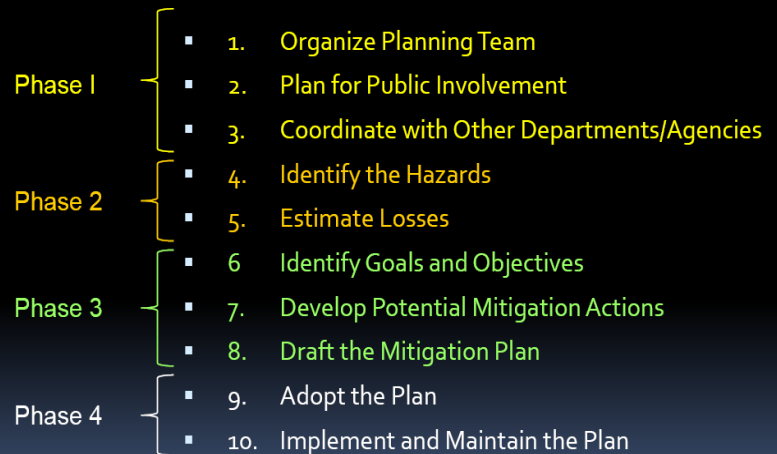 Phase I
1. Organize Planning Team
2. Plan for Public Involvement
3. Coordinate with Other Departments/Agencies
Phase 2
4. Identify the Hazards
5. Estimate Losses
Phase 3
6 Identify Goals and Objectives
7. Develop Potential Mitigation Actions
8. Draft the Mitigation Plan
Phase 4
9. Adopt the Plan
10. Implement and Maintain the Plan